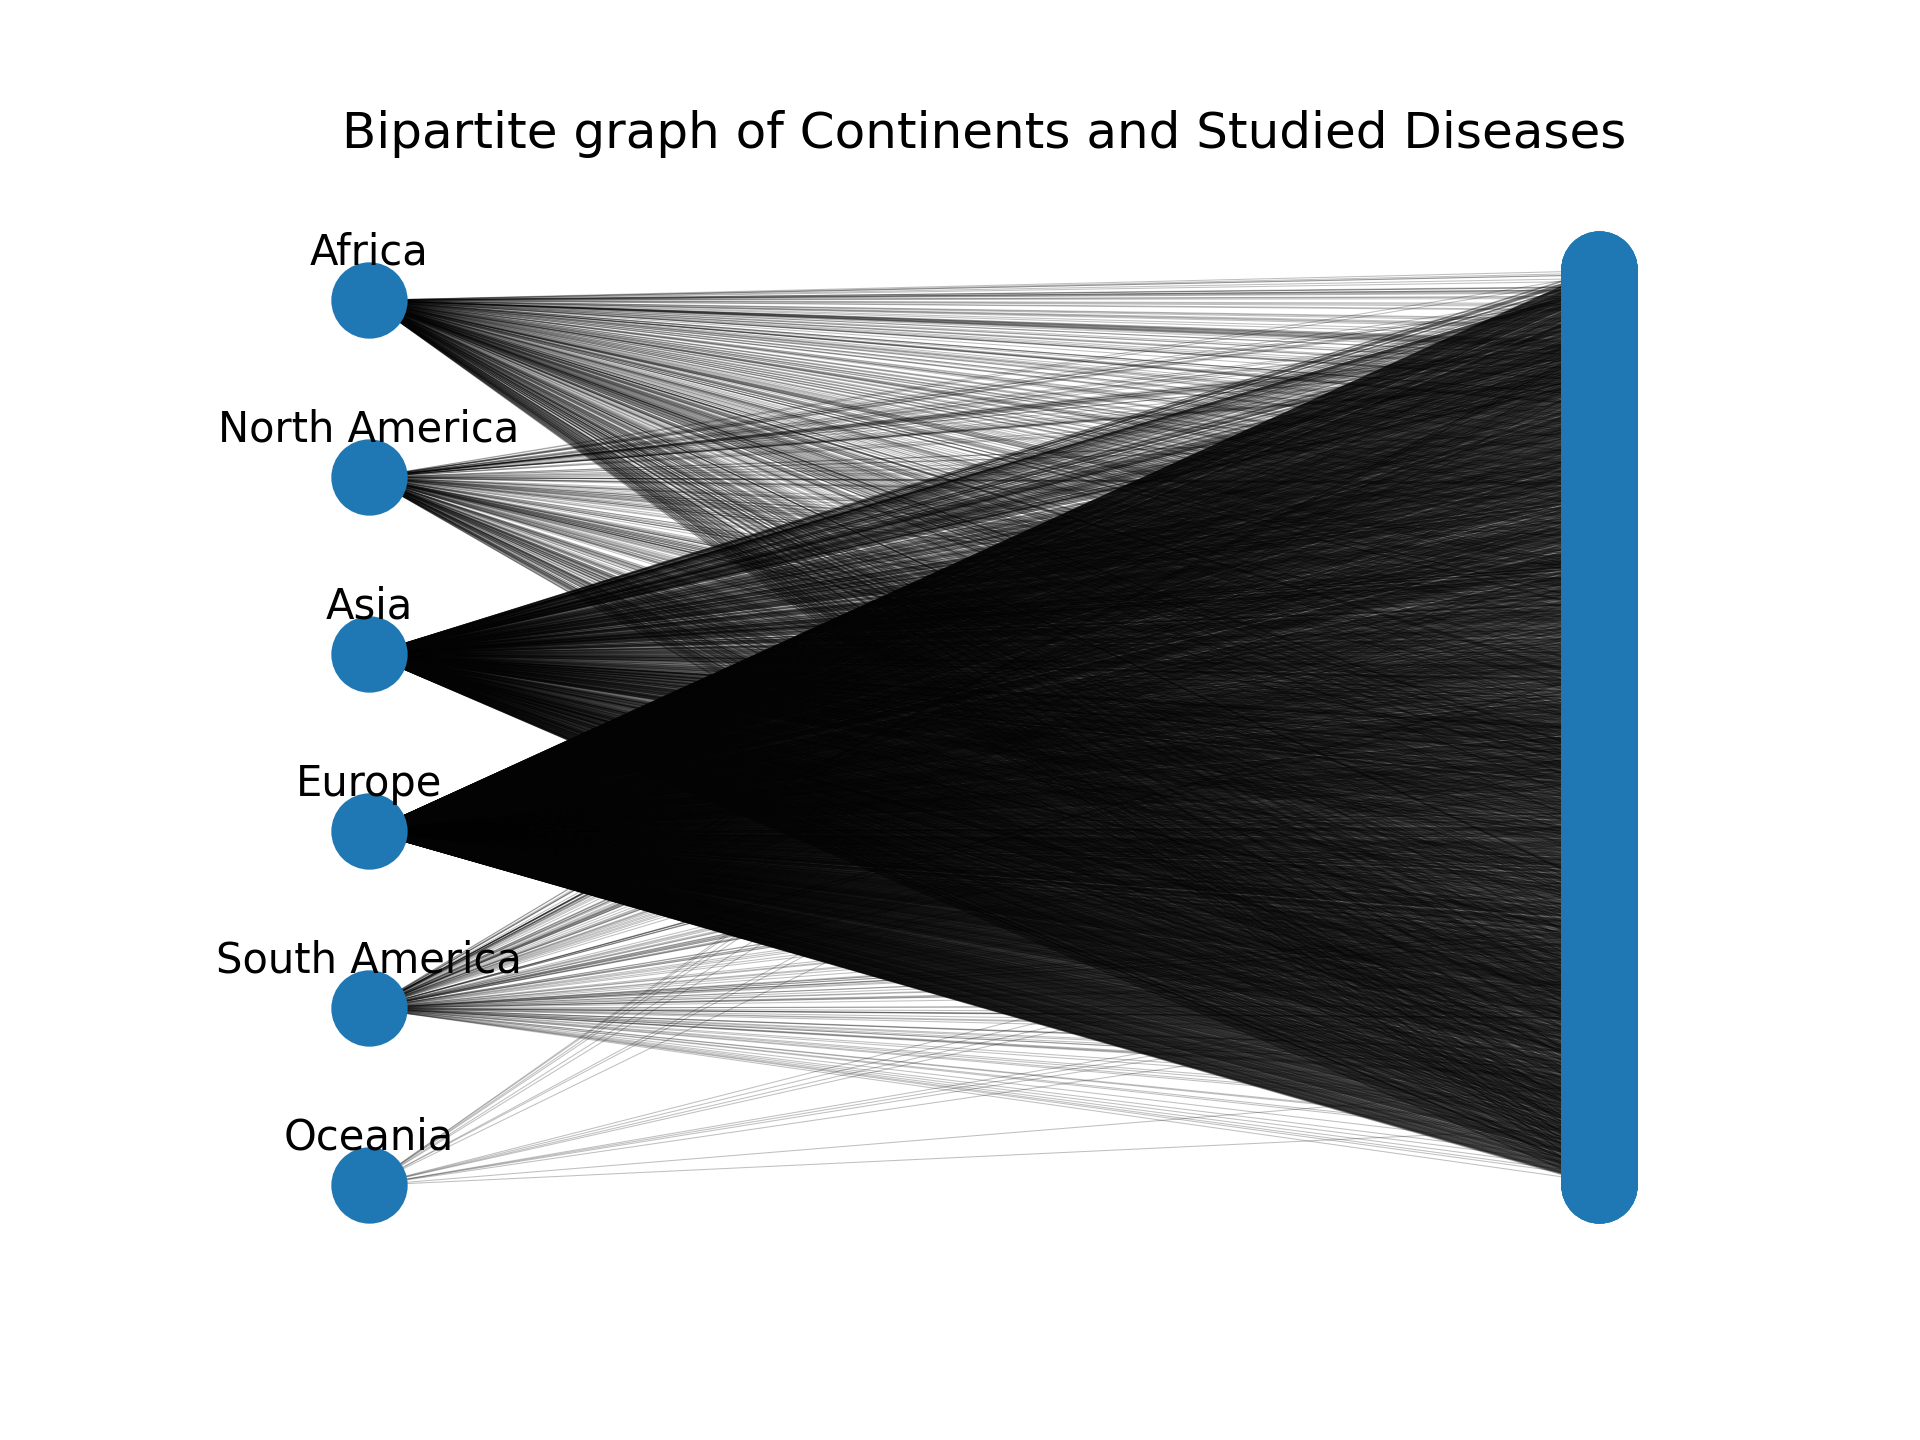 Bipartite graph of Continents and Studied Diseases
Africa
North America
Asia
Europe
South America
Oceania